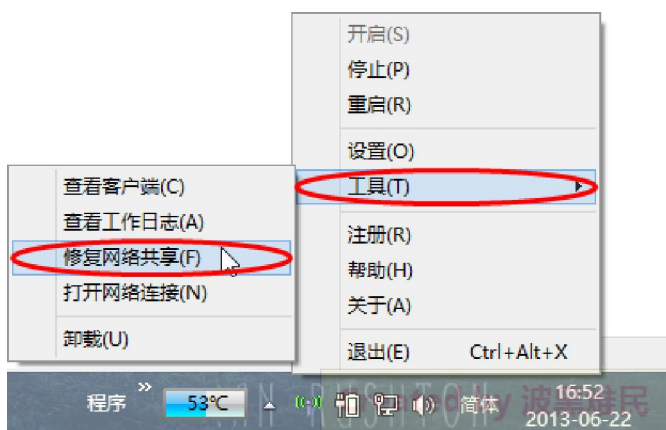 开启(S)
停止(P)
重启(R)
设置(O)
工具(T)
注册(R)
帮助(H)
关于(A)
退出(E) Ctrl+Alt+X
查看客户端(C)
查看工作日志(A)
修复网络共享(F)
打开网络连接(N)
卸载(U)
程序 » 53℃ 简体 16:52
2013-06-22